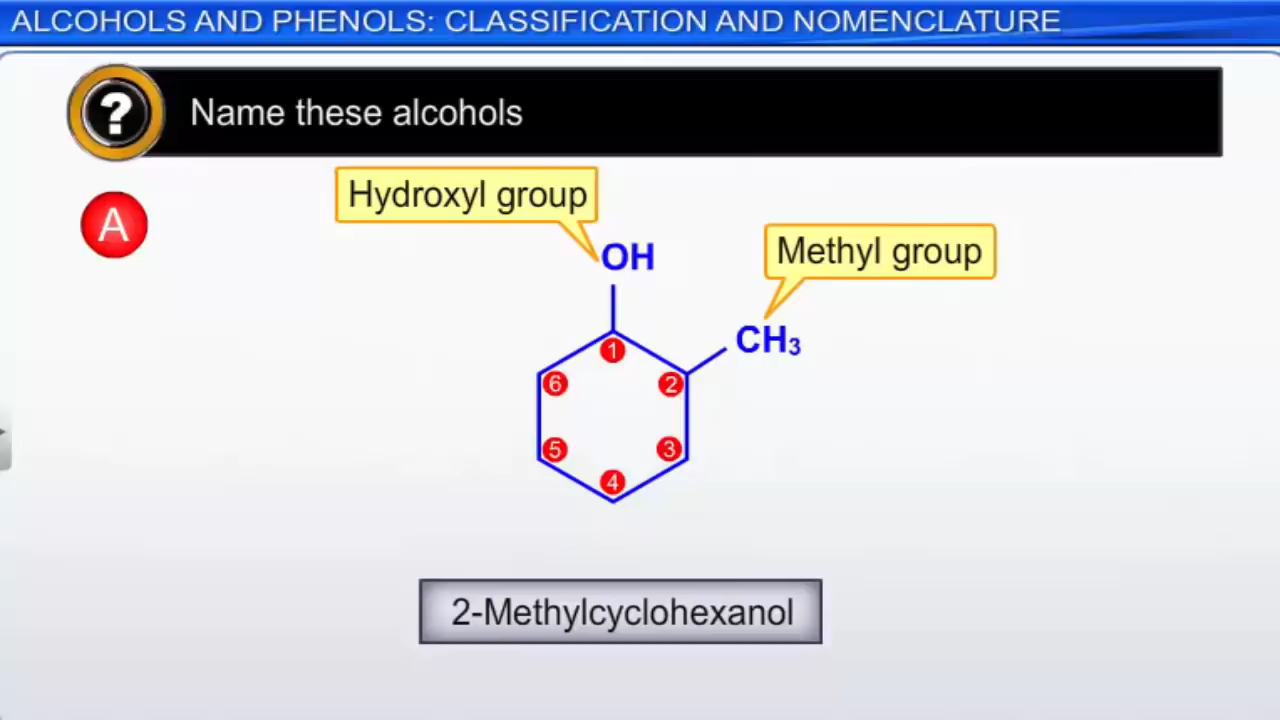 ALCOHOLS AND PHENOLS: CLASSIFICATION AND NOMENCLATURE
?
Name these alcohols
A
Hydroxyl group
OH
Methyl group
CH₃
1
6
2
5
3
4
2-Methylcyclohexanol